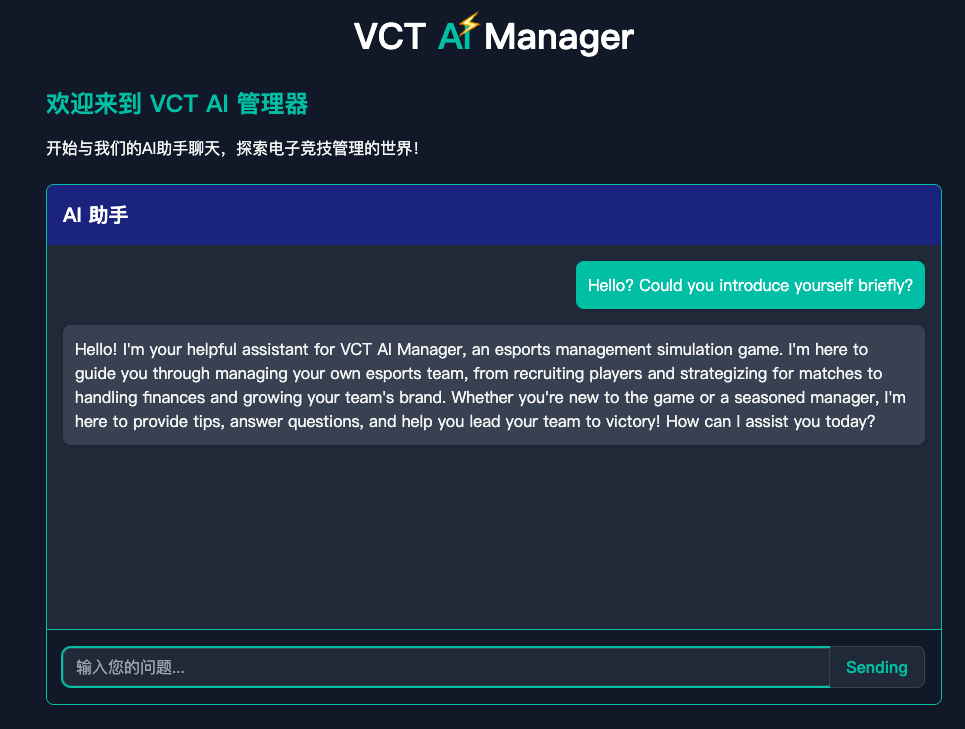 VCT AI Manager
欢迎来到 VCT AI 管理器
开始与我们的AI助手聊天，探索电子竞技管理的世界！
AI 助手
Hello? Could you introduce yourself briefly?
Hello! I'm your helpful assistant for VCT AI Manager, an esports management simulation game. I'm here to
guide you through managing your own esports team, from recruiting players and strategizing for matches to
handling finances and growing your team's brand. Whether you're new to the game or a seasoned manager, I'm
here to provide tips, answer questions, and help you lead your team to victory! How can I assist you today?
输入您的问题...
Sending